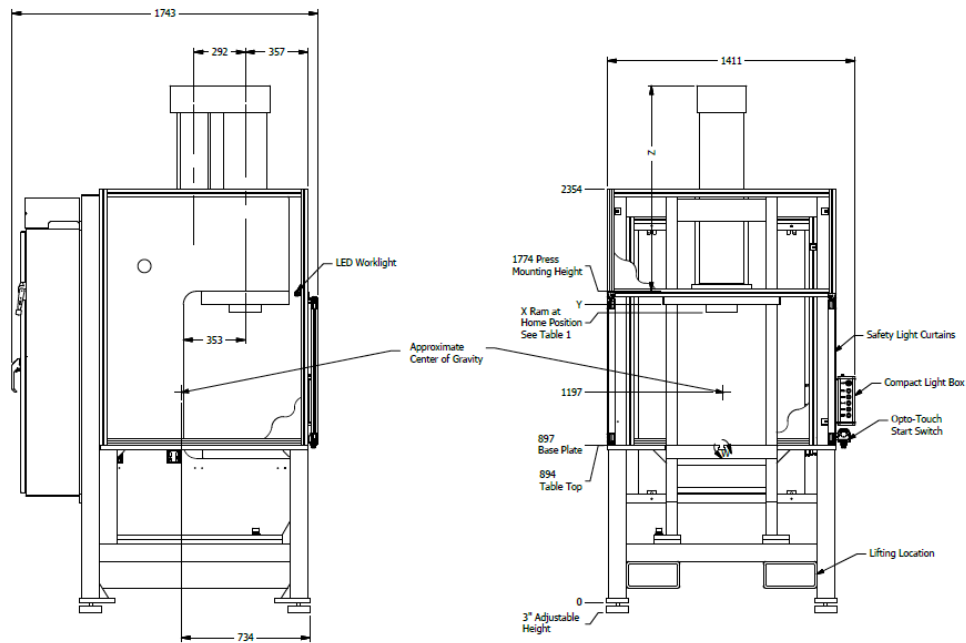 1743
292
357
LED Worklight
353
Approximate
Center of Gravity
734
1411
Z
2354
1774 Press
Mounting Height
Y
X Ram at
Home Position
See Table 1
Safety Light Curtains
Compact Light Box
1197
Opto-Touch
Start Switch
897
Base Plate
894
Table Top
Lifting Location
0
3" Adjustable
Height